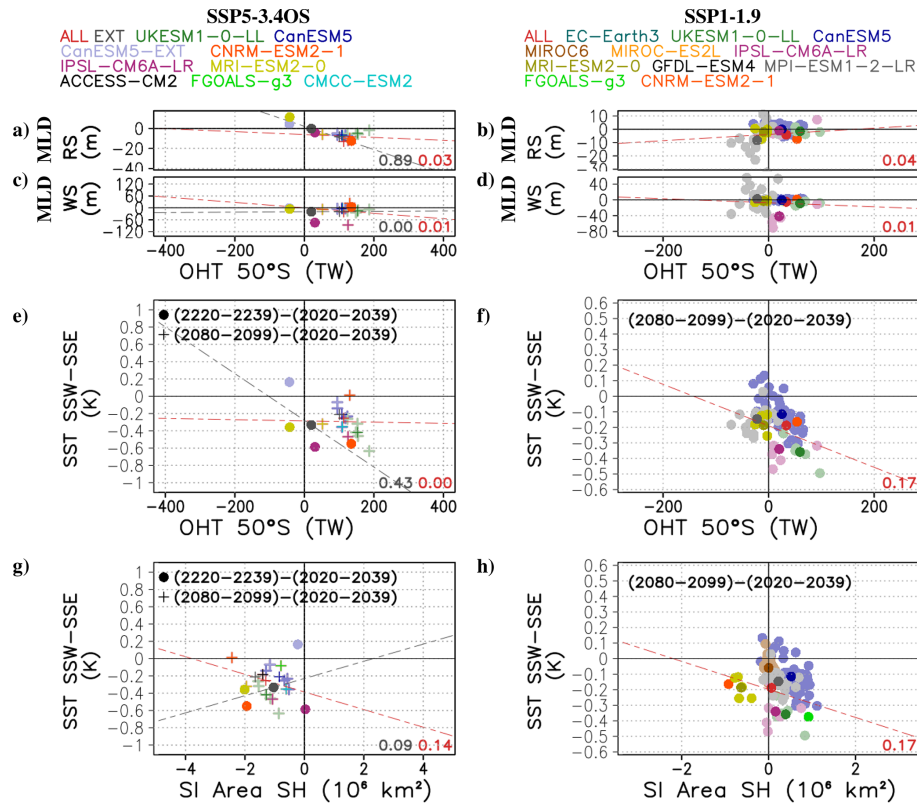 SSP5-3.4OS
SSP1-1.9
ALL EXT UKESM1-0-LL CanESM5
CanESM5-EXT CNRM-ESM2-1
IPSL-CM6A-LR MRI-ESM2-0
ACCESS-CM2 FGOALS-g3 CMCC-ESM2
ALL EC-Earth3 UKESM1-0-LL CanESM5
MIROC6 MIROC-ES2L IPSL-CM6A-LR
MRI-ESM2-0 GFDL-ESM4 MPI-ESM1-2-LR
FGOALS-g3 CNRM-ESM2-1
a)
MLD
RS
(m)
0
-20
-40
0.89 0.03
b)
MLD
RS
(m)
10
0
-10
-20
0.04
c)
MLD
WS
(m)
120
60
0
-60
-120
0.00 0.01
-400 -200 0 200 400
OHT 50°S (TW)
d)
MLD
WS
(m)
40
0
-40
-80
0.01
-200 0 200
OHT 50°S (TW)
e)
SST SSW-SSE
(K)
1
0.8
0.6
0.4
0.2
0
-0.2
-0.4
-0.6
-0.8
-1
(2220-2239)-(2020-2039)
(2080-2099)-(2020-2039)
0.43 0.00
-400 -200 0 200 400
OHT 50°S (TW)
f)
SST SSW-SSE
(K)
0.6
0.5
0.4
0.3
0.2
0.1
0
-0.1
-0.2
-0.3
-0.4
-0.5
-0.6
(2080-2099)-(2020-2039)
0.17
-200 0 200
OHT 50°S (TW)
g)
SST SSW-SSE
(K)
1
0.8
0.6
0.4
0.2
0
-0.2
-0.4
-0.6
-0.8
-1
(2220-2239)-(2020-2039)
(2080-2099)-(2020-2039)
0.09 0.14
-4 -2 0 2 4
SI Area SH (10⁶ km²)
h)
SST SSW-SSE
(K)
0.6
0.5
0.4
0.3
0.2
0.1
0
-0.1
-0.2
-0.3
-0.4
-0.5
-0.6
(2080-2099)-(2020-2039)
0.17
-2 0 2
SI Area SH (10⁶ km²)